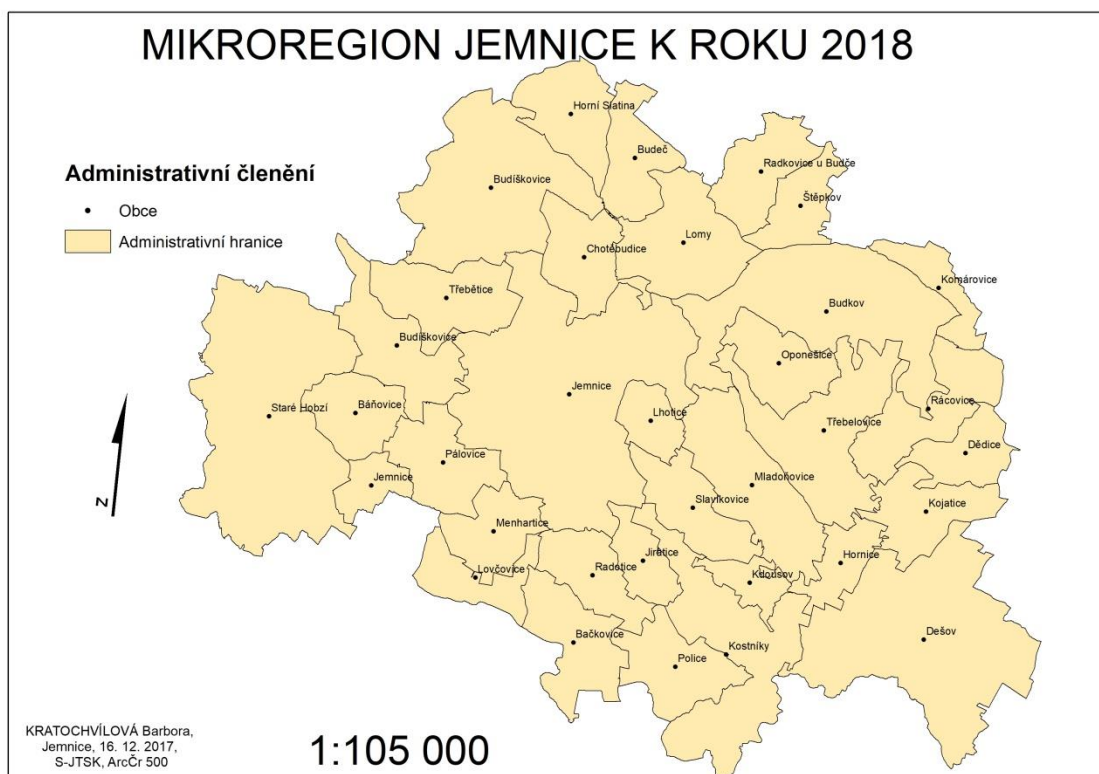 MIKROREGION JEMNICE K ROKU 2018
Administrativní členění
Obce
Administrativní hranice
Horní Slatina
Budeč
Radkovice u Budče
Budíškovice
Štěpkov
Lomy
Chotěbudice
Komárovice
Třebětice
Budkov
Budíškovice
Oponešice
Jemnice
Rácovice
Staré Hobzí
Báňovice
Lhotice
Třebelovice
Dědice
Pálovice
Jemnice
Mladoňovice
Slavíkovice
Kojatice
Menhartice
Jiratice
Hornice
Lovčovice
Radotice
Kdousov
Dešov
Bačkovice
Kostníky
Police
N
KRATOCHVÍLOVÁ Barbora,
Jemnice, 16. 12. 2017,
S-JTSK, ArcČr 500
1:105 000